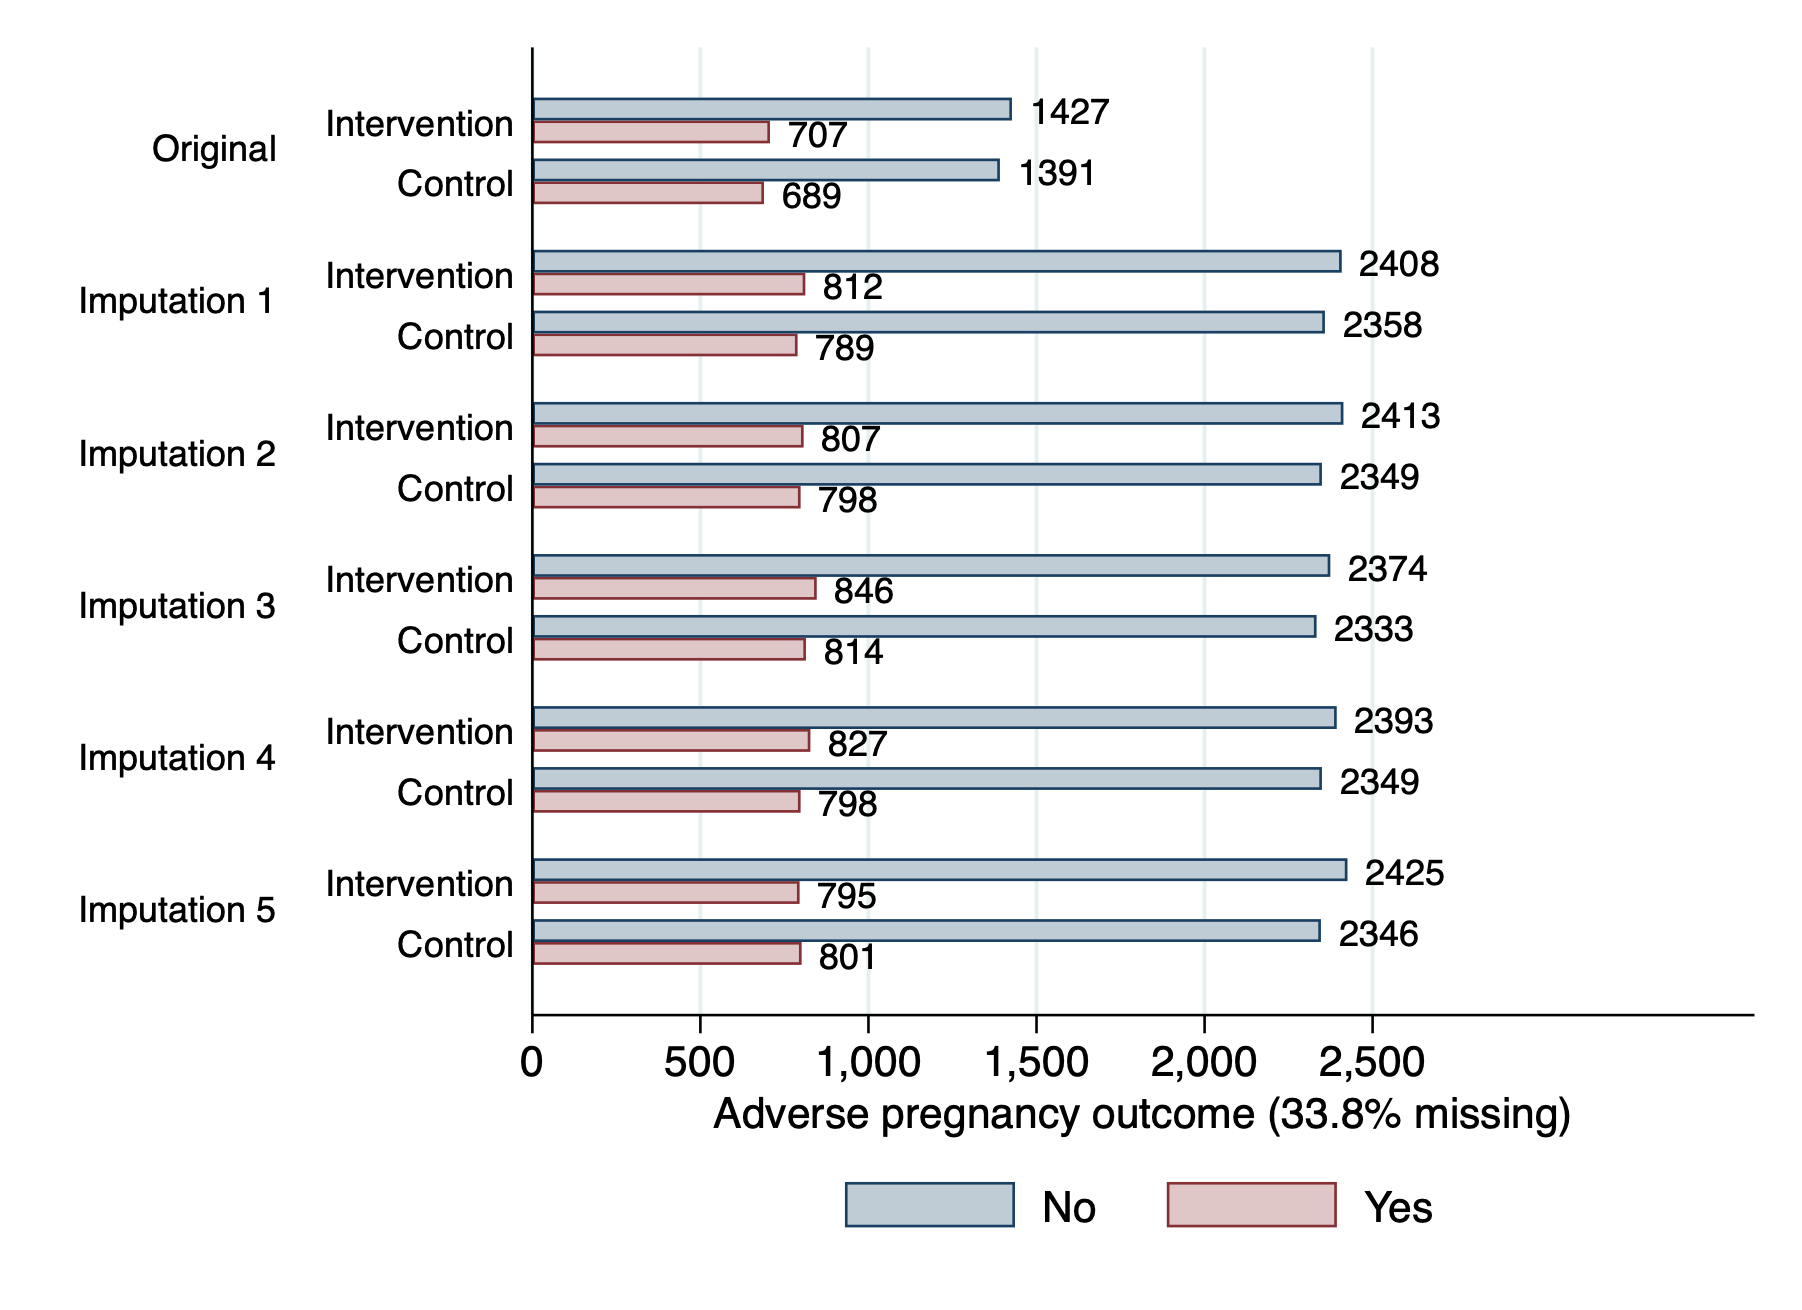 Original
Intervention 1427
707
Control 1391
689
Imputation 1
Intervention 2408
812
Control 2358
789
Imputation 2
Intervention 2413
807
Control 2349
798
Imputation 3
Intervention 2374
846
Control 2333
814
Imputation 4
Intervention 2393
827
Control 2349
798
Imputation 5
Intervention 2425
795
Control 2346
801
0 500 1,000 1,500 2,000 2,500
Adverse pregnancy outcome (33.8% missing)
No Yes